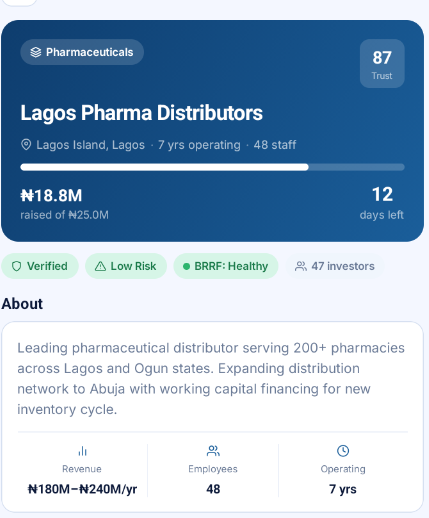 Pharmaceuticals
87
Trust
Lagos Pharma Distributors
Lagos Island, Lagos · 7 yrs operating · 48 staff
₦18.8M
raised of ₦25.0M
12
days left
Verified
Low Risk
BRRF: Healthy
47 investors
About
Leading pharmaceutical distributor serving 200+ pharmacies
across Lagos and Ogun states. Expanding distribution
network to Abuja with working capital financing for new
inventory cycle.
Revenue
₦180M–₦240M/yr
Employees
48
Operating
7 yrs